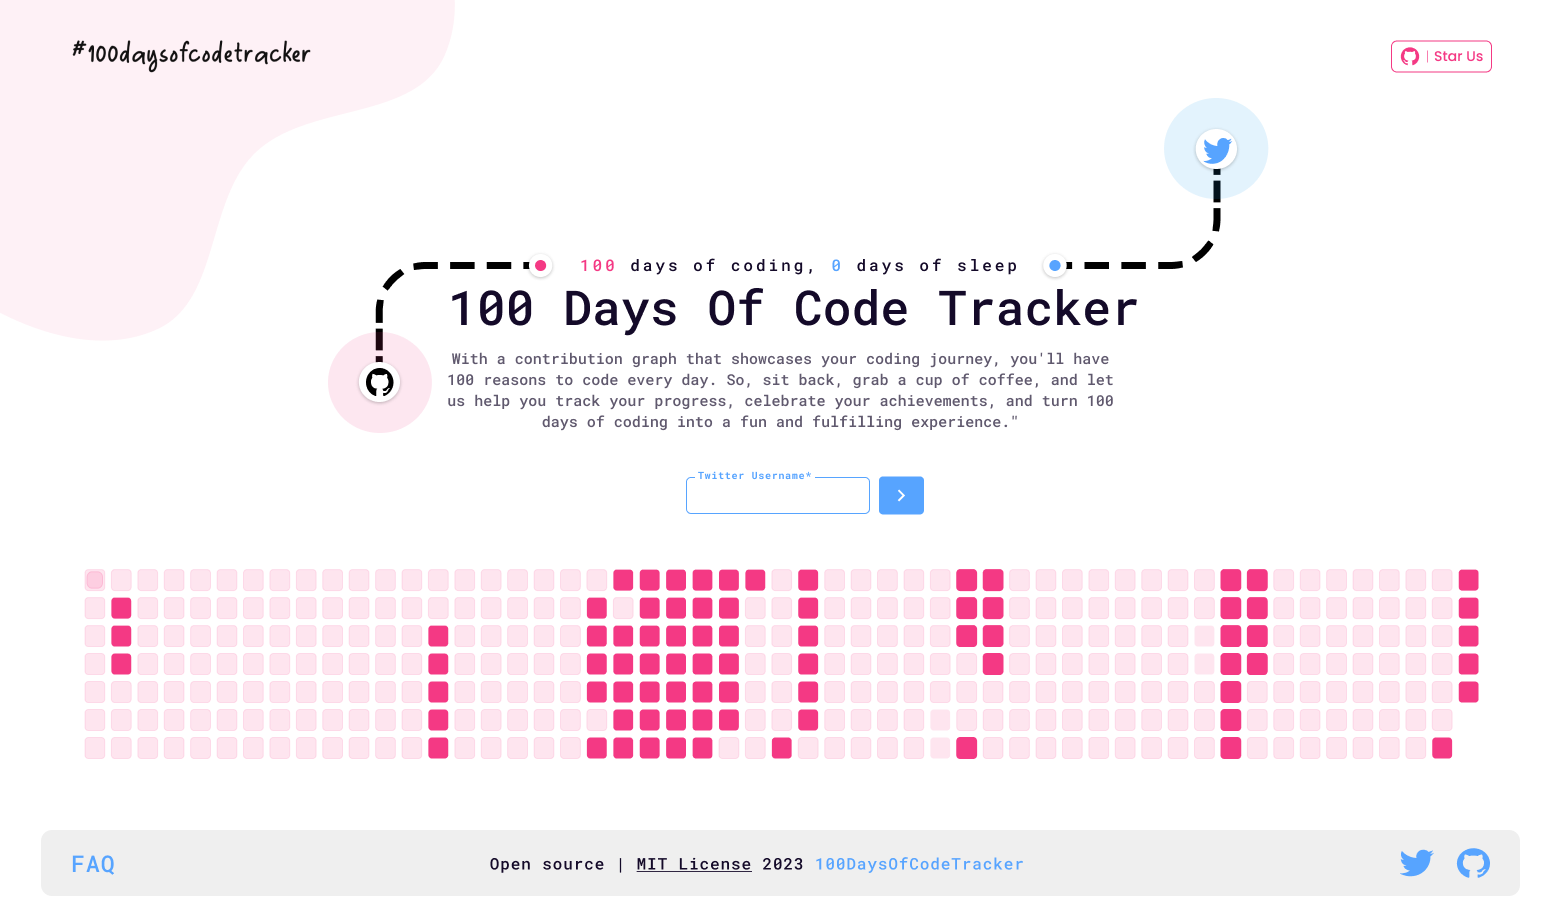 #100daysofcodetracker
| Star Us
100 days of coding, 0 days of sleep
100 Days Of Code Tracker
With a contribution graph that showcases your coding journey, you'll have
100 reasons to code every day. So, sit back, grab a cup of coffee, and let
us help you track your progress, celebrate your achievements, and turn 100
days of coding into a fun and fulfilling experience."
Twitter Username*
FAQ
Open source | MIT License 2023 100DaysOfCodeTracker